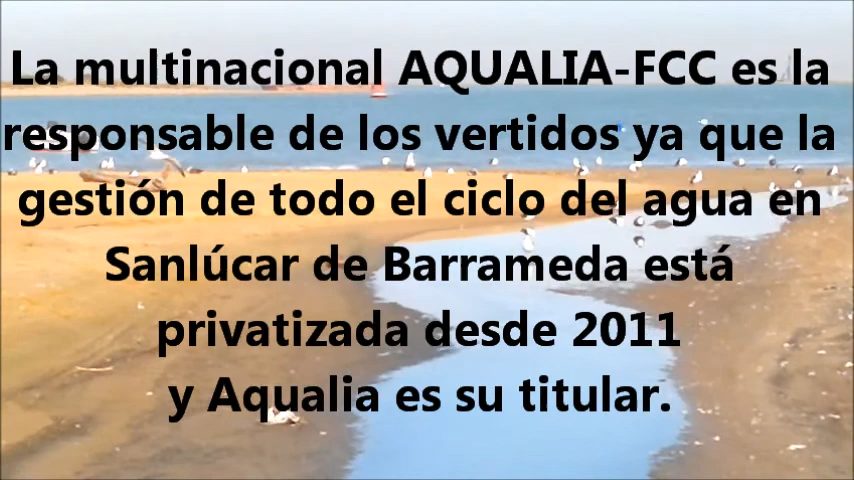 La multinacional AQUALIA-FCC es la
responsable de los vertidos ya que la
gestión de todo el ciclo del agua en
Sanlúcar de Barrameda está
privatizada desde 2011
y Aqualia es su titular.